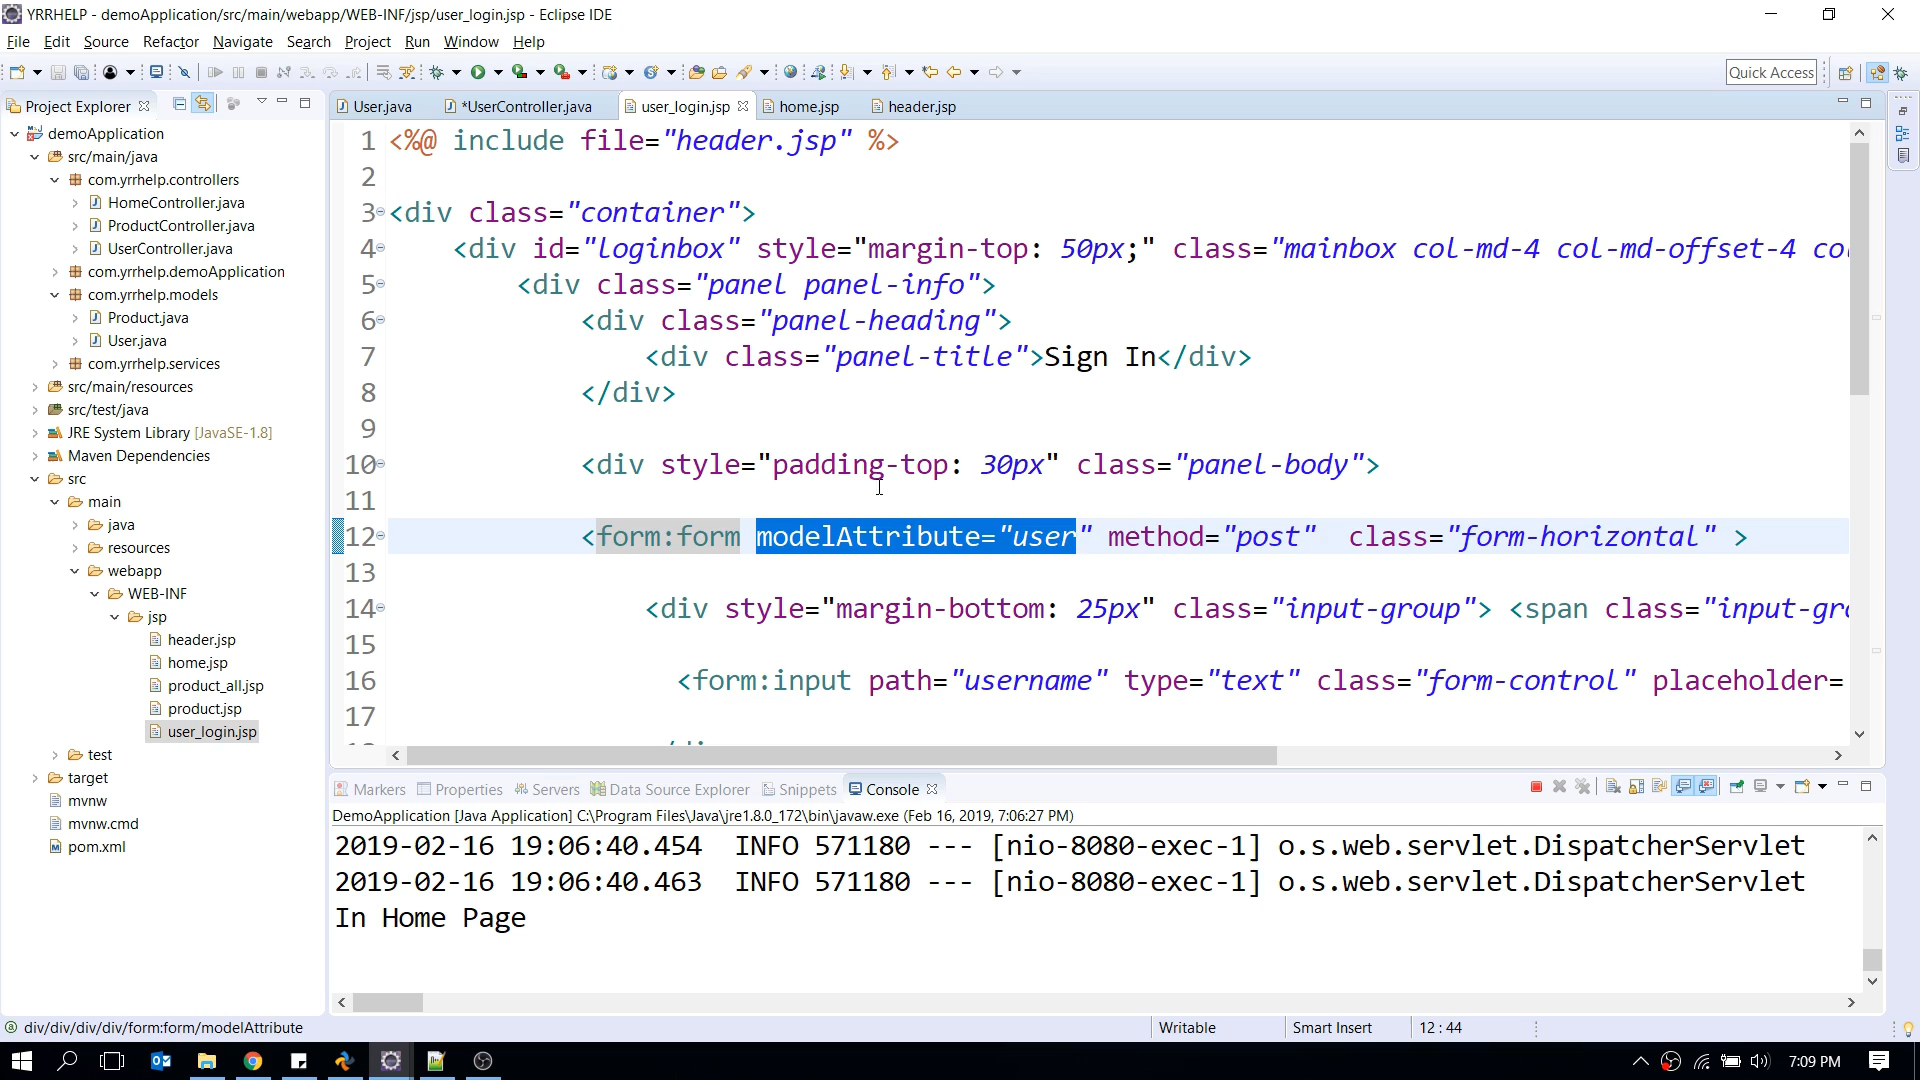 YRRHELP - demoApplication/src/main/webapp/WEB-INF/jsp/user_login.jsp - Eclipse IDE
File Edit Source Refactor Navigate Search Project Run Window Help
Quick Access
Project Explorer
User.java *UserController.java user_login.jsp home.jsp header.jsp
demoApplication
src/main/java
com.yrrhelp.controllers
HomeController.java
ProductController.java
UserController.java
com.yrrhelp.demoApplication
com.yrrhelp.models
Product.java
User.java
com.yrrhelp.services
src/main/resources
src/test/java
JRE System Library [JavaSE-1.8]
Maven Dependencies
src
main
java
resources
webapp
WEB-INF
jsp
header.jsp
home.jsp
product_all.jsp
product.jsp
user_login.jsp
test
target
mvnw
mvnw.cmd
pom.xml
1 <%@ include file="header.jsp" %>
2
3 <div class="container">
4 <div id="loginbox" style="margin-top: 50px;" class="mainbox col-md-4 col-md-offset-4
5 <div class="panel panel-info">
6 <div class="panel-heading">
7 <div class="panel-title">Sign In</div>
8 </div>
9
10 <div style="padding-top: 30px" class="panel-body">
11
12 <form:form modelAttribute="user" method="post" class="form-horizontal" >
13
14 <div style="margin-bottom: 25px" class="input-group"> <span class="input-gr
15
16 <form:input path="username" type="text" class="form-control" placeholder=
17
Markers Properties Servers Data Source Explorer Snippets Console
DemoApplication [Java Application] C:\Program Files\Java\jre1.8.0_172\bin\javaw.exe (Feb 16, 2019, 7:06:27 PM)
2019-02-16 19:06:40.454 INFO 571180 --- [nio-8080-exec-1] o.s.web.servlet.DispatcherServlet
2019-02-16 19:06:40.463 INFO 571180 --- [nio-8080-exec-1] o.s.web.servlet.DispatcherServlet
In Home Page
div/div/div/div/form:form/modelAttribute
Writable Smart Insert 12 : 44
7:09 PM